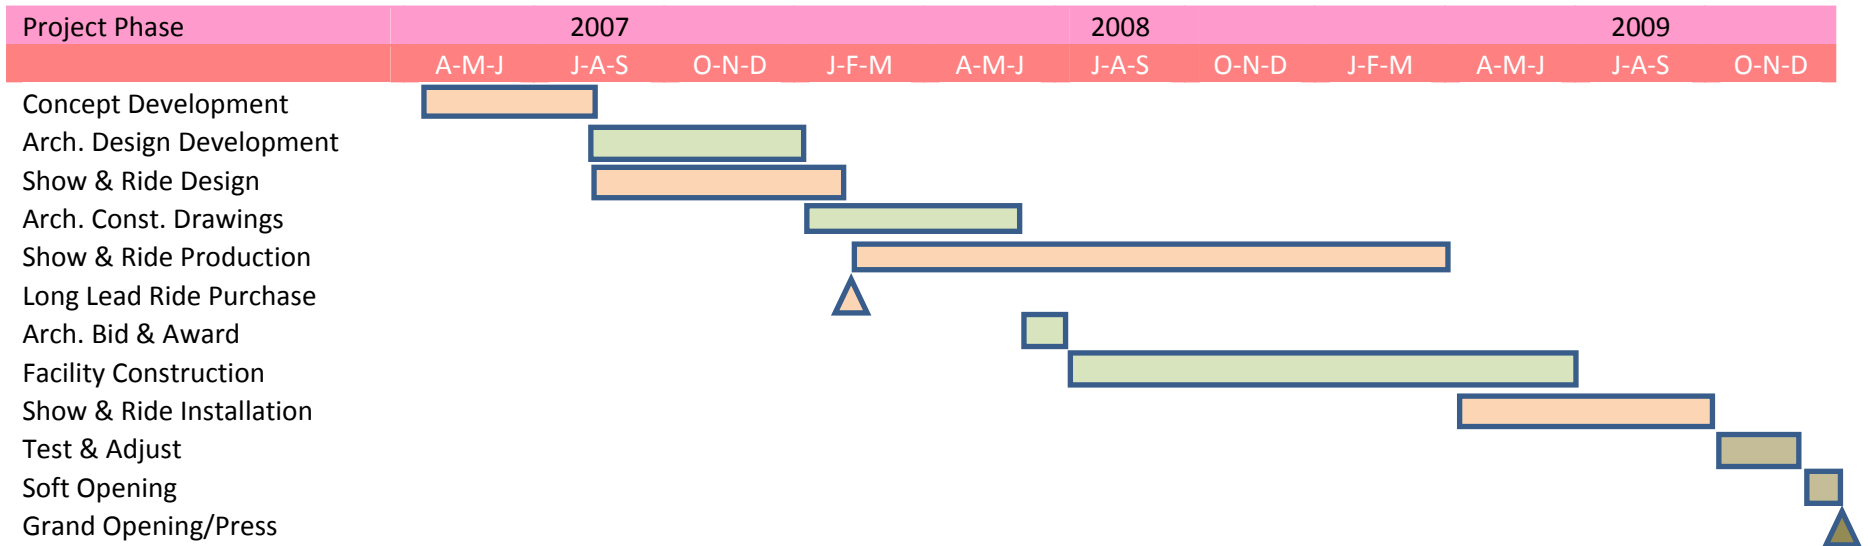 Project Phase 2007 2008 2009
A-M-J J-A-S O-N-D J-F-M A-M-J J-A-S O-N-D J-F-M A-M-J J-A-S O-N-D
Concept Development
Arch. Design Development
Show & Ride Design
Arch. Const. Drawings
Show & Ride Production
Long Lead Ride Purchase
Arch. Bid & Award
Facility Construction
Show & Ride Installation
Test & Adjust
Soft Opening
Grand Opening/Press